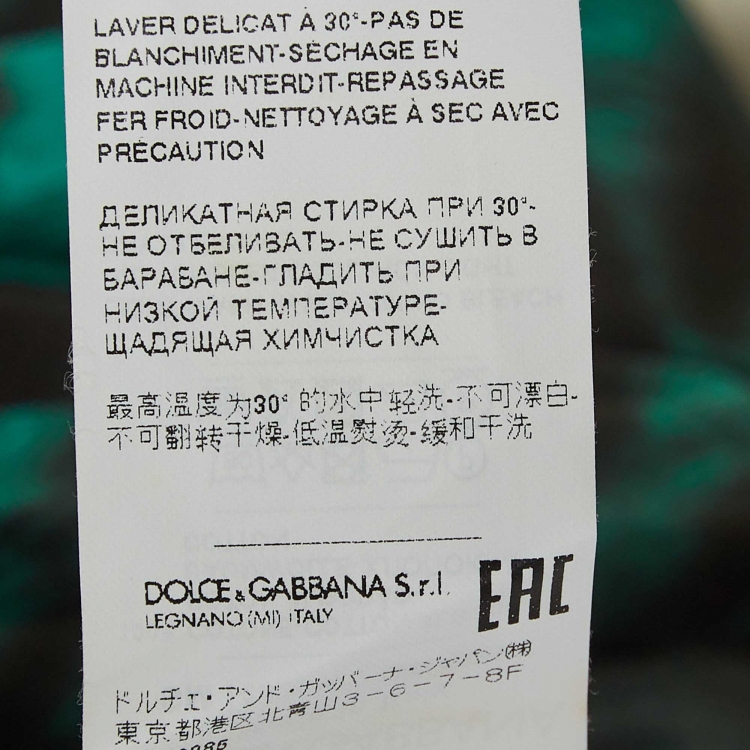 LAVER DELICAT À 30°-PAS DE
BLANCHIMENT-SÉCHAGE EN
MACHINE INTERDIT-REPASSAGE
FER FROID-NETTOYAGE À SEC AVEC
PRÉCAUTION
ДЕЛИКАТНАЯ СТИРКА ПРИ 30°-
НЕ ОТБЕЛИВАТЬ-НЕ СУШИТЬ В
БАРАБАНЕ-ГЛАДИТЬ ПРИ
НИЗКОЙ ТЕМПЕРАТУРЕ-
ЩАДЯЩАЯ ХИМЧИСТКА
最高温度为30° 的水中轻洗-不可漂白-
不可翻转干燥-低温熨烫-缓和干洗
DOLCE & GABBANA S.r.l.
LEGNANO (MI) ITALY
EAC
ドルチェ・アンド・ガッバーナ・ジャパン㈱
東京都港区北青山3-6-7-8F